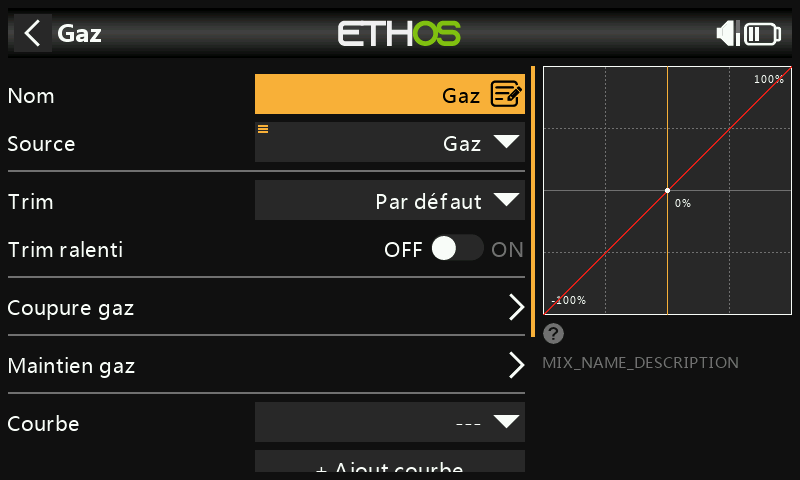 Gaz
ETHOS
Nom
Gaz
Source
Gaz
Trim
Par défaut
Trim ralenti
OFF
ON
Coupure gaz
Maintien gaz
Courbe
---
+ Ajout courbe
100%
0%
-100%
?
MIX_NAME_DESCRIPTION